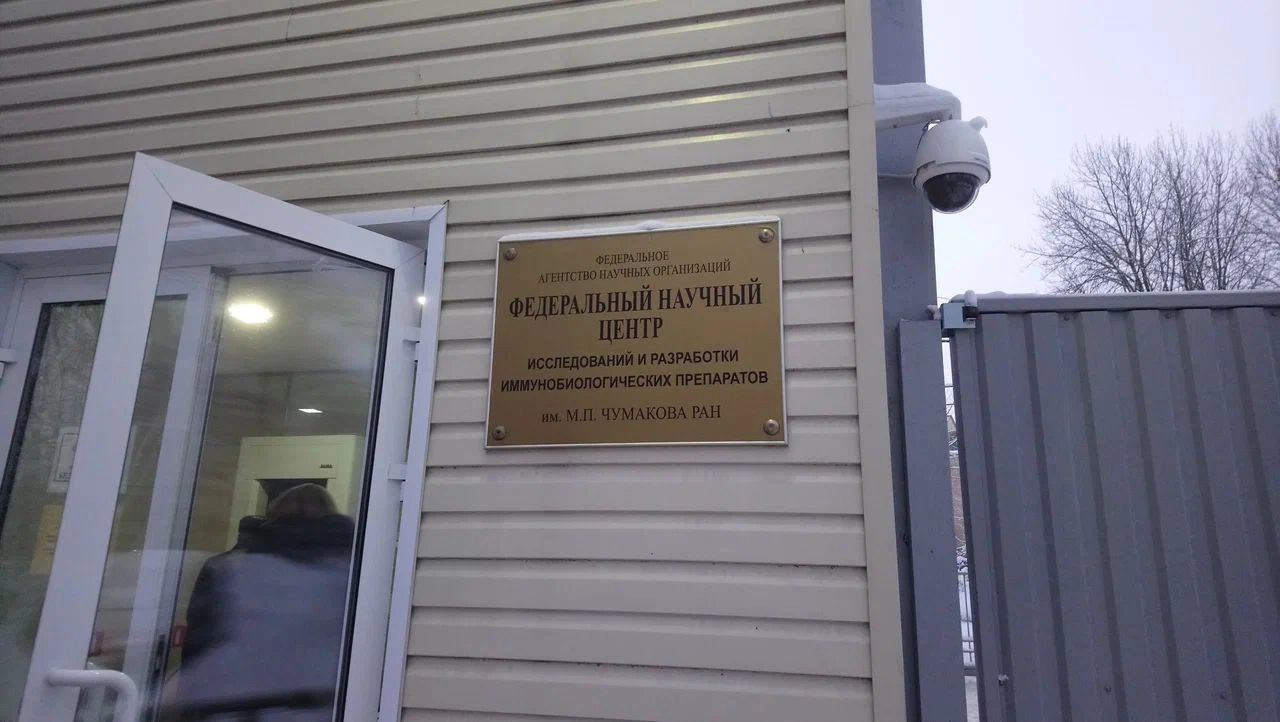 ФЕДЕРАЛЬНОЕ
АГЕНТСТВО НАУЧНЫХ ОРГАНИЗАЦИЙ
ФЕДЕРАЛЬНЫЙ НАУЧНЫЙ
ЦЕНТР
ИССЛЕДОВАНИЙ И РАЗРАБОТКИ
ИММУНОБИОЛОГИЧЕСКИХ ПРЕПАРАТОВ
им. М.П. ЧУМАКОВА РАН